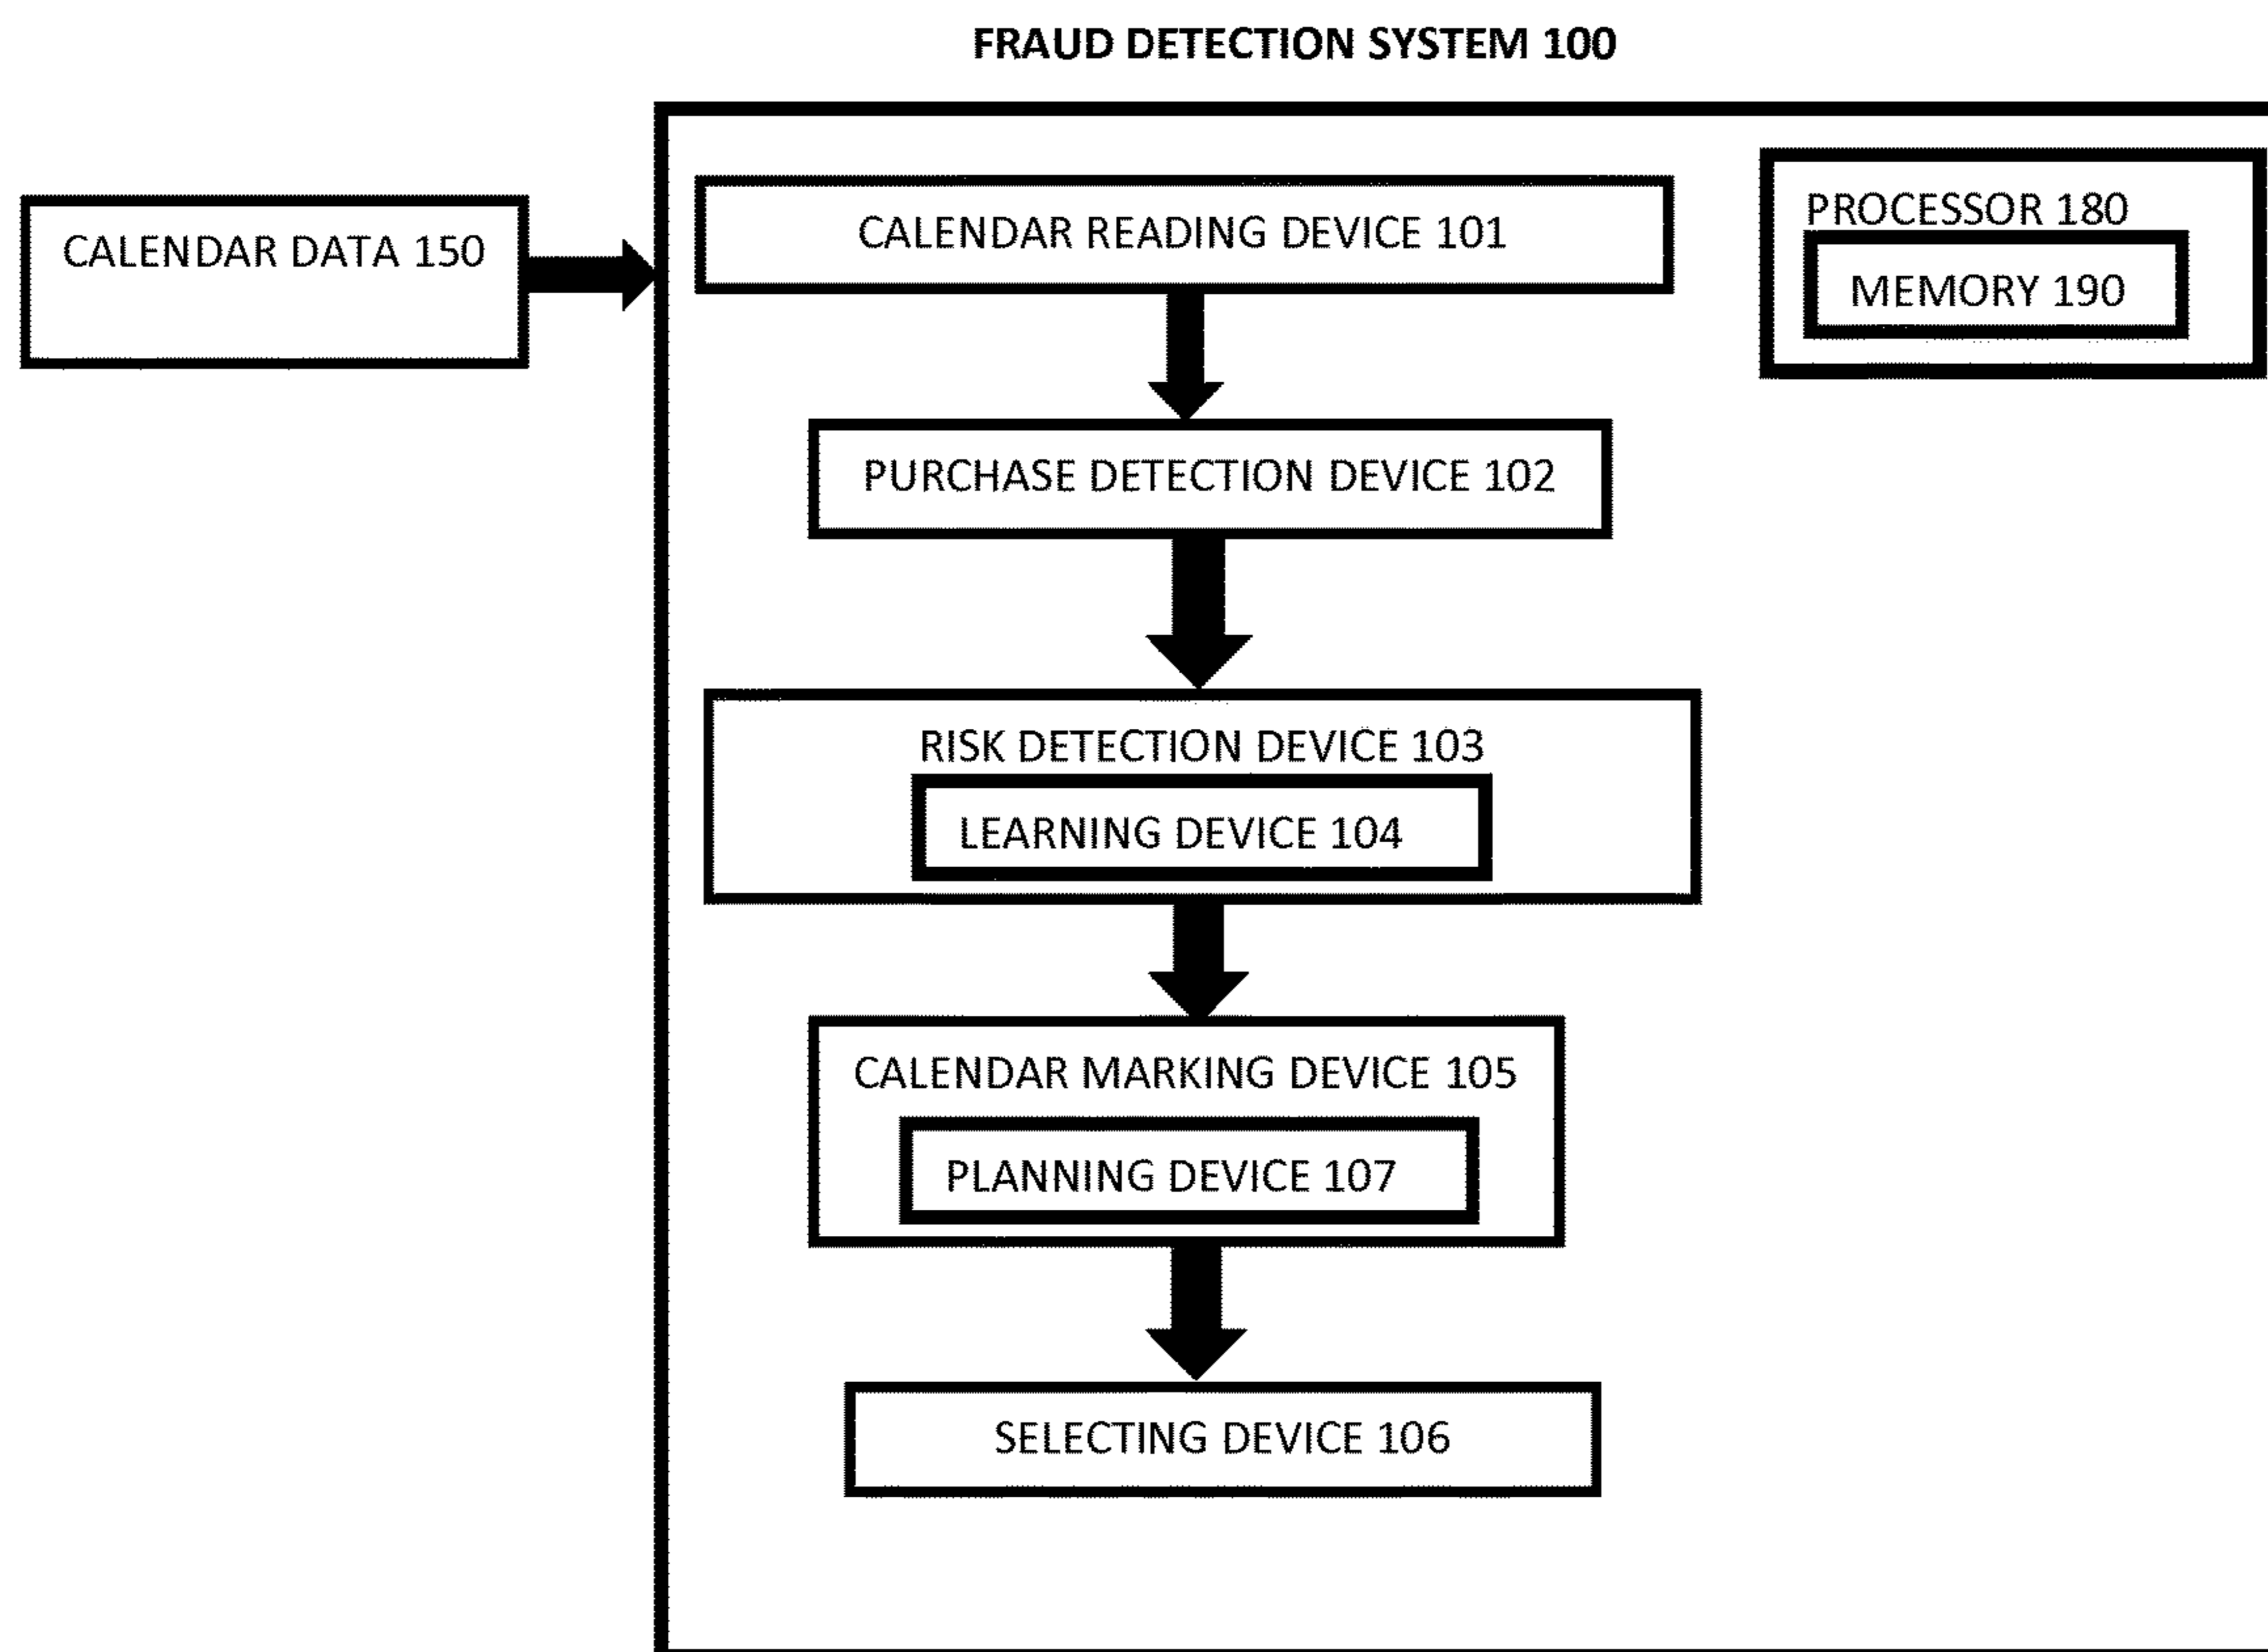 FRAUD DETECTION SYSTEM 100
CALENDAR DATA 150
CALENDAR READING DEVICE 101
PROCESSOR 180
MEMORY 190
PURCHASE DETECTION DEVICE 102
RISK DETECTION DEVICE 103
LEARNING DEVICE 104
CALENDAR MARKING DEVICE 105
PLANNING DEVICE 107
SELECTING DEVICE 106